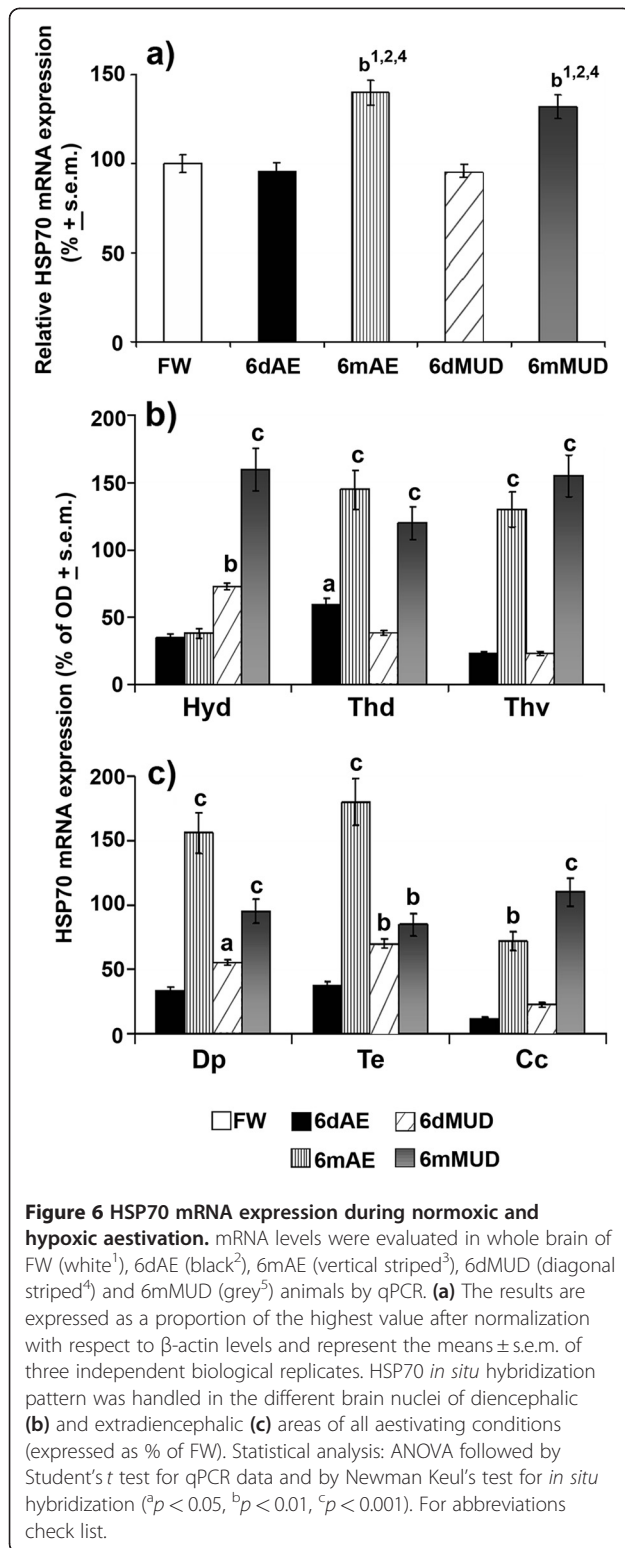 a)
Relative HSP70 mRNA expression
(% ± s.e.m.)
150
100
50
0
b1,2,4
b1,2,4
FW 6dAE 6mAE 6dMUD 6mMUD
HSP70 mRNA expression (% of OD ± s.e.m.)
b)
200
150
100
50
0
b c a c c c c
Hyd Thd Thv
c)
200
150
100
50
0
c a c c b b b c
Dp Te Cc
FW 6dAE 6dMUD
6mAE 6mMUD
Figure 6 HSP70 mRNA expression during normoxic and
hypoxic aestivation. mRNA levels were evaluated in whole brain of
FW (white1), 6dAE (black2), 6mAE (vertical striped3), 6dMUD (diagonal
striped4) and 6mMUD (grey5) animals by qPCR. (a) The results are
expressed as a proportion of the highest value after normalization
with respect to β-actin levels and represent the means ± s.e.m. of
three independent biological replicates. HSP70 in situ hybridization
pattern was handled in the different brain nuclei of diencephalic
(b) and extradiencephalic (c) areas of all aestivating conditions
(expressed as % of FW). Statistical analysis: ANOVA followed by
Student's t test for qPCR data and by Newman Keul's test for in situ
hybridization (ap < 0.05, bp < 0.01, cp < 0.001). For abbreviations
check list.